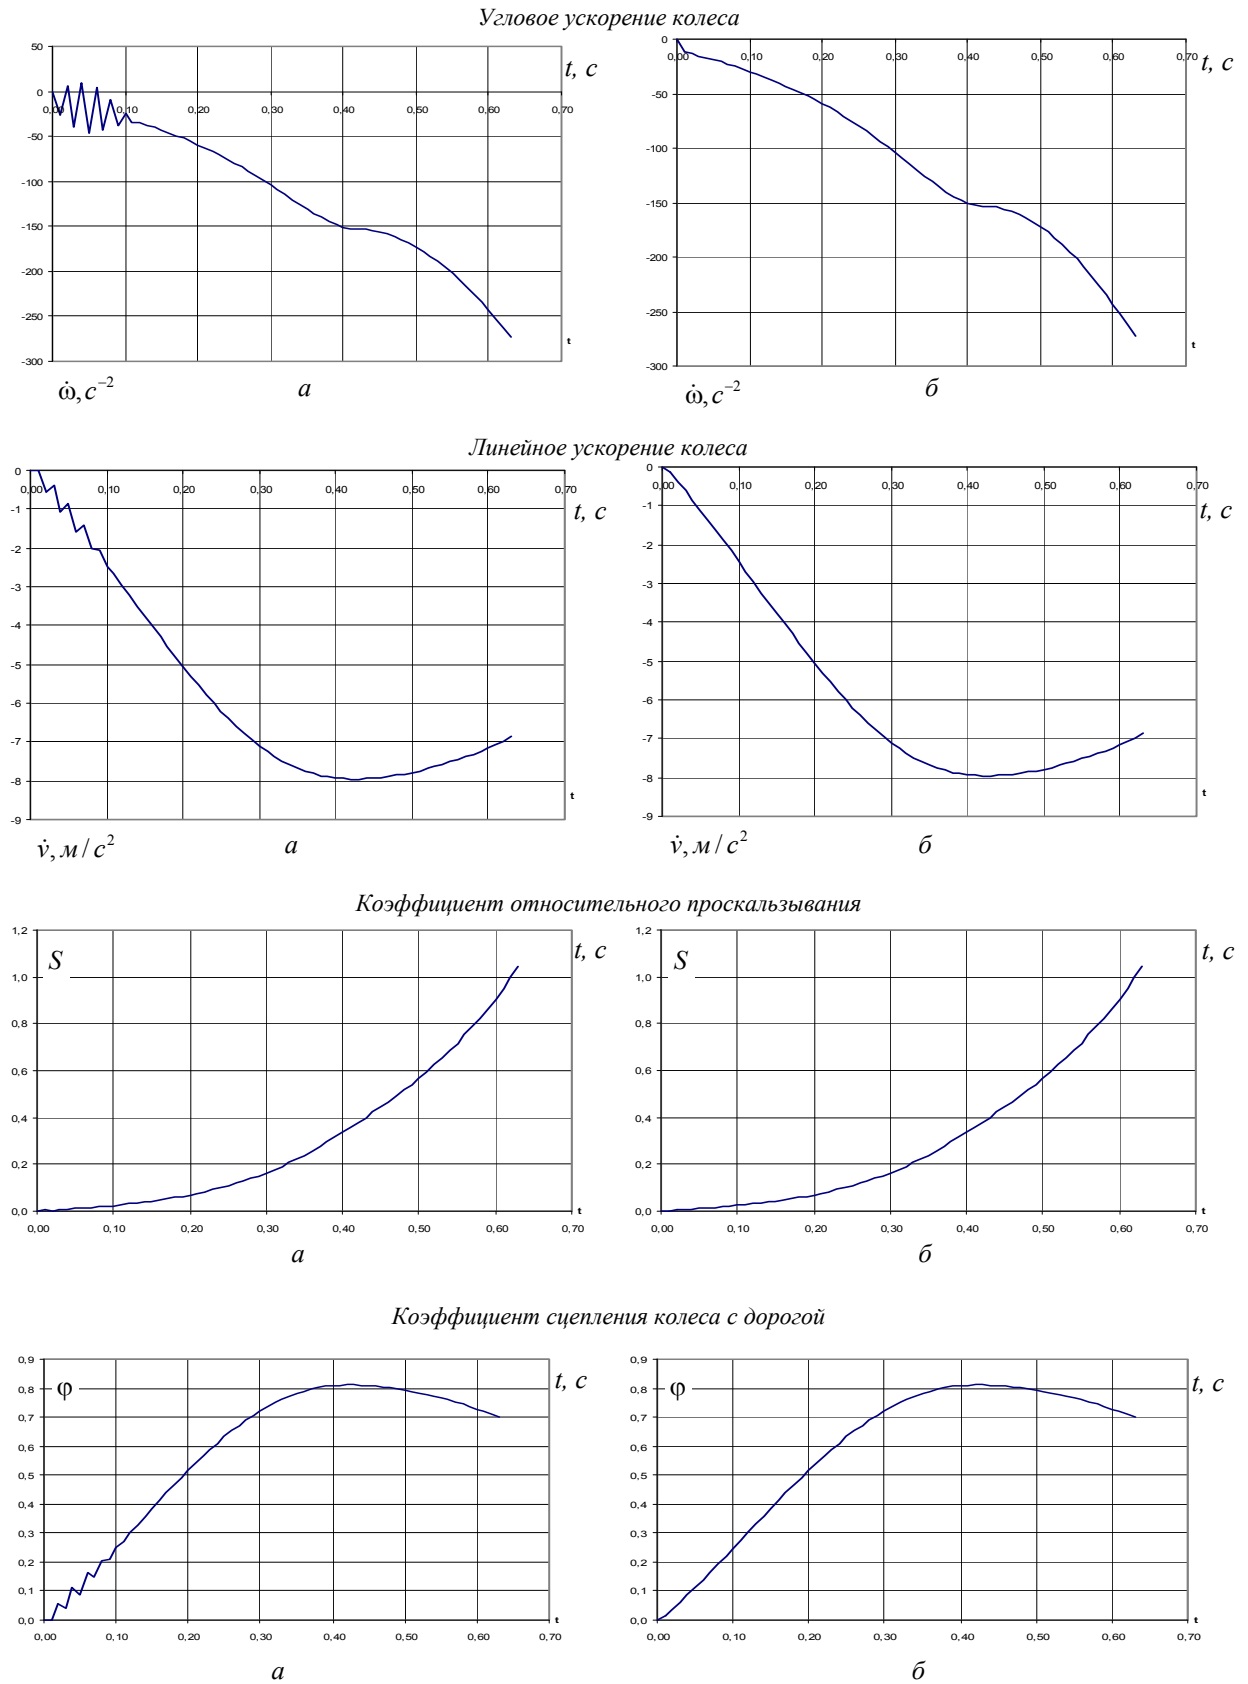 Угловое ускорение колеса
50
0
-50
-100
-150
-200
-250
-300
0,00 0,10 0,20 0,30 0,40 0,50 0,60 0,70
t, с
t
ω̇, с⁻²
а
0
-50
-100
-150
-200
-250
-300
0,00 0,10 0,20 0,30 0,40 0,50 0,60 0,70
t, с
t
ω̇, с⁻²
б
Линейное ускорение колеса
0
-1
-2
-3
-4
-5
-6
-7
-8
-9
0,00 0,10 0,20 0,30 0,40 0,50 0,60 0,70
t, с
t
v̇, м / с²
а
0
-1
-2
-3
-4
-5
-6
-7
-8
-9
0,00 0,10 0,20 0,30 0,40 0,50 0,60 0,70
t, с
t
v̇, м / с²
б
Коэффициент относительного проскальзывания
1,2
1,0
0,8
0,6
0,4
0,2
0,0
S
t, с
t
0,00 0,10 0,20 0,30 0,40 0,50 0,60 0,70
а
1,2
1,0
0,8
0,6
0,4
0,2
0,0
S
t, с
t
0,00 0,10 0,20 0,30 0,40 0,50 0,60 0,70
б
Коэффициент сцепления колеса с дорогой
0,9
0,8
0,7
0,6
0,5
0,4
0,3
0,2
0,1
0,0
φ
t, с
t
0,00 0,10 0,20 0,30 0,40 0,50 0,60 0,70
а
0,9
0,8
0,7
0,6
0,5
0,4
0,3
0,2
0,1
0,0
φ
t, с
t
0,00 0,10 0,20 0,30 0,40 0,50 0,60 0,70
б